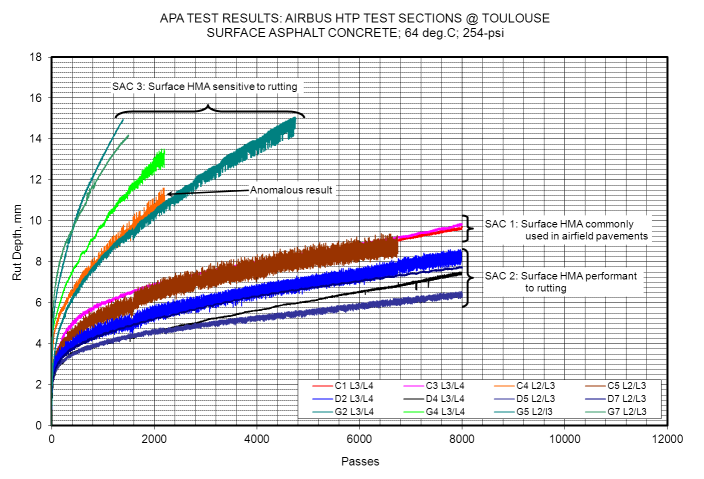 APA TEST RESULTS: AIRBUS HTP TEST SECTIONS @ TOULOUSE
SURFACE ASPHALT CONCRETE; 64 deg.C; 254-psi
18
16
14
12
10
8
6
4
2
0
Rut Depth, mm
SAC 3: Surface HMA sensitive to rutting
Anomalous result
SAC 1: Surface HMA commonly
used in airfield pavements
SAC 2: Surface HMA performant
to rutting
C1 L3/L4 C3 L3/L4 C4 L2/L3 C5 L2/L3
D2 L3/L4 D4 L3/L4 D5 L2/L3 D7 L2/L3
G2 L3/L4 G4 L3/L4 G5 L2/l3 G7 L2/L3
0 2000 4000 6000 8000 10000 12000
Passes